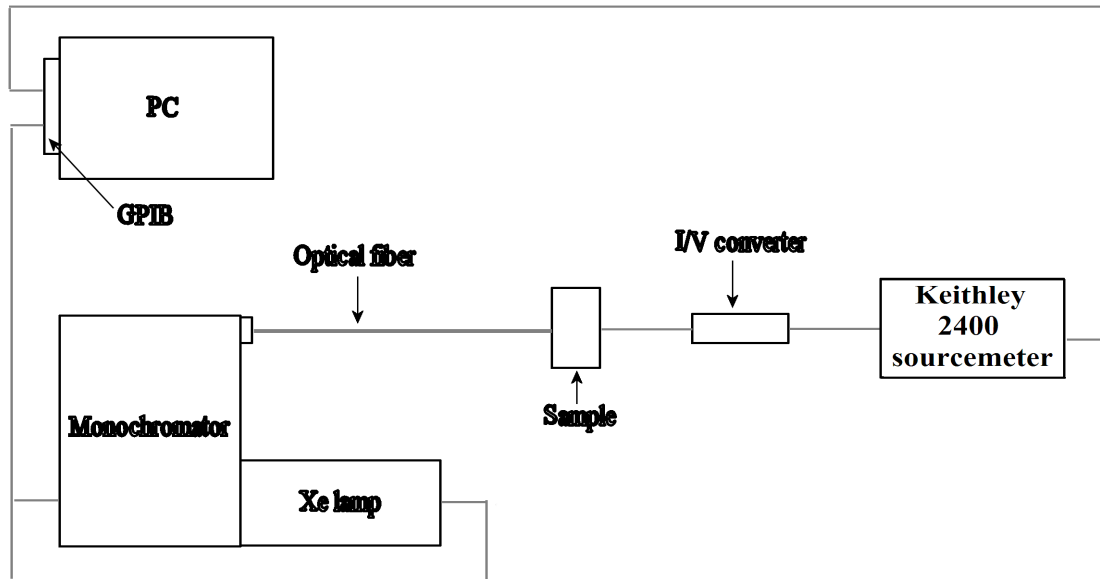 PC
GPIB
Optical fiber
I/V converter
Keithley
2400
sourcemeter
Sample
Monochromator
Xe lamp